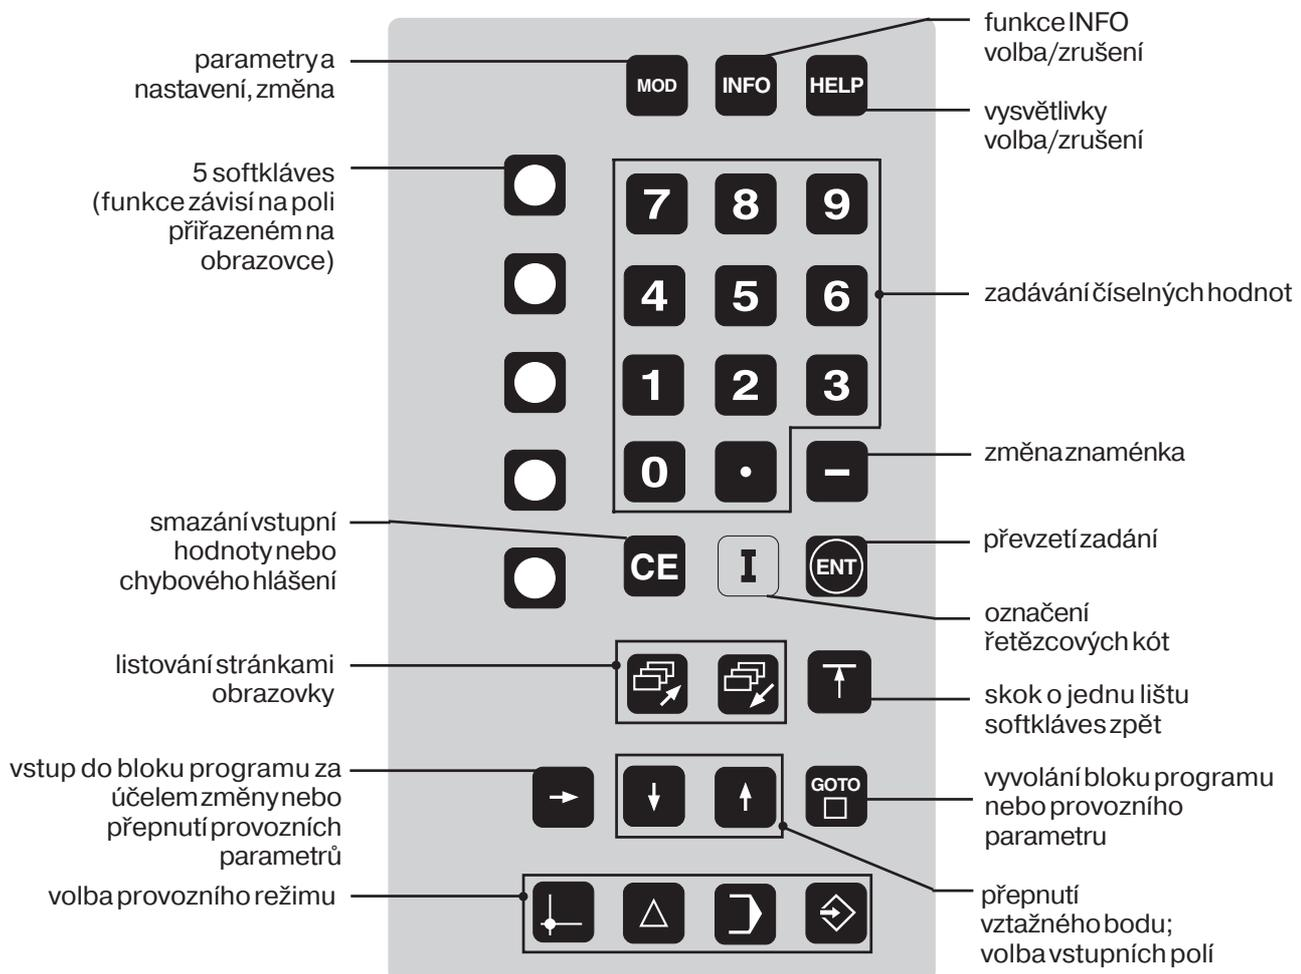 funkce INFO
volba/zrušení
parametry a
nastavení, změna
MOD
INFO
HELP
vysvětlivky
volba/zrušení
5 softkláves
(funkce závisí na poli
přiřazeném na
obrazovce)
7
8
9
4
5
6
zadávání číselných hodnot
1
2
3
0
.
–
změna znaménka
smazání vstupní
hodnoty nebo
chybového hlášení
CE
I
ENT
převzetí zadání
označení
řetězcových kót
listování stránkami
obrazovky
skok o jednu lištu
softkláves zpět
vstup do bloku programu za
účelem změny nebo
přepnutí provozních
parametrů
GOTO
vyvolání bloku programu
nebo provozního
parametru
volba provozního režimu
přepnutí
vztažného bodu;
volba vstupních polí